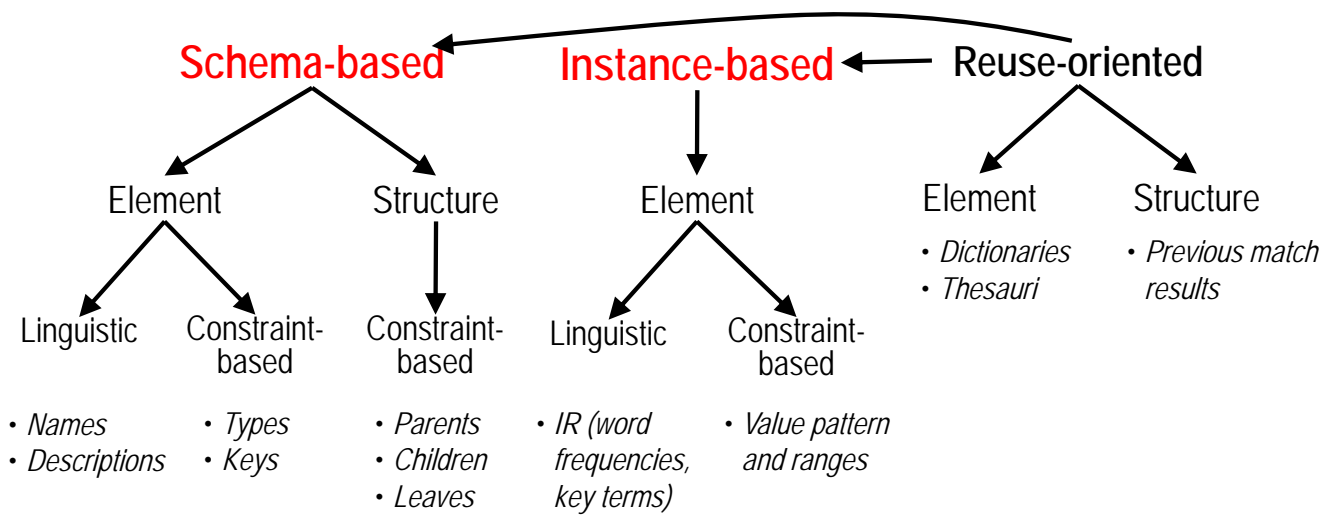 Schema-based
Instance-based
Reuse-oriented
Element
Structure
Element
Element
Structure
• Dictionaries
• Thesauri
• Previous match
results
Linguistic
Constraint-
based
Constraint-
based
Linguistic
Constraint-
based
• Names
• Descriptions
• Types
• Keys
• Parents
• Children
• Leaves
• IR (word
frequencies,
key terms)
• Value pattern
and ranges